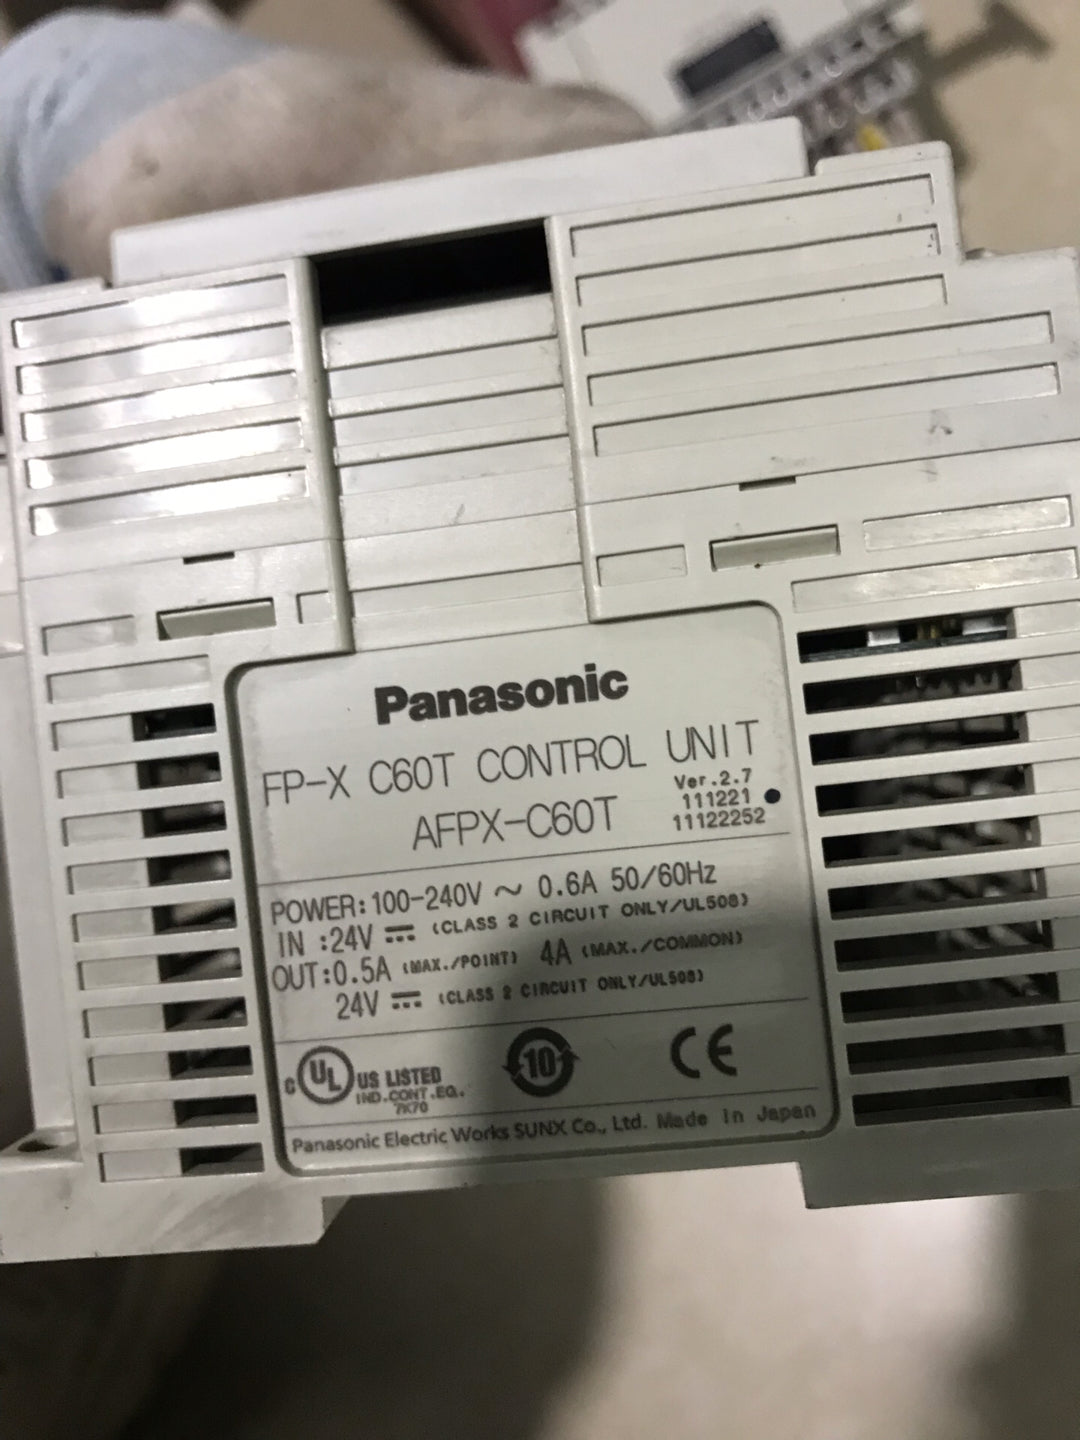 Panasonic
FP-X C60T CONTROL UNIT
AFPX-C60T
Ver.2.7
111221
11122252
POWER:100-240V ~ 0.6A 50/60Hz
IN :24V ⎓ (CLASS 2 CIRCUIT ONLY/UL508)
OUT:0.5A (MAX./POINT) 4A (MAX./COMMON)
24V ⎓ (CLASS 2 CIRCUIT ONLY/UL508)
C UL US LISTED
IND.CONT.EQ.
7K70
10
CE
Panasonic Electric Works SUNX Co., Ltd. Made in Japan